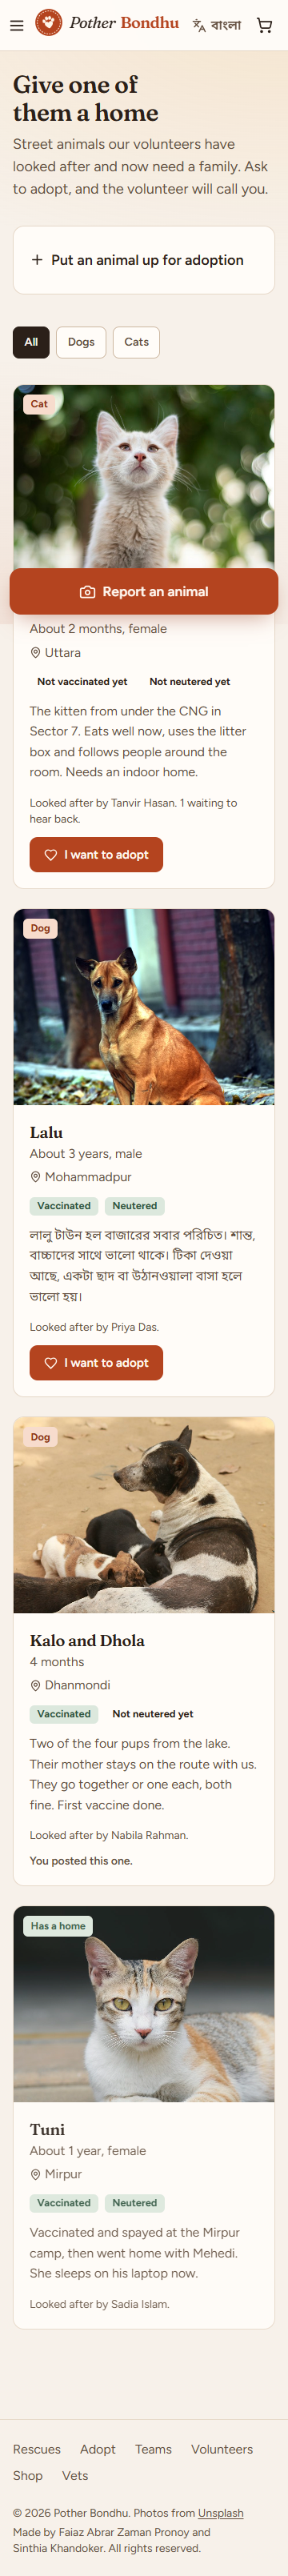 Pother Bondhu বাংলা
Give one of
them a home
Street animals our volunteers have
looked after and now need a family. Ask
to adopt, and the volunteer will call you.
Put an animal up for adoption
All Dogs Cats
Cat
Report an animal
About 2 months, female
Uttara
Not vaccinated yet Not neutered yet
The kitten from under the CNG in
Sector 7. Eats well now, uses the litter
box and follows people around the
room. Needs an indoor home.
Looked after by Tanvir Hasan. 1 waiting to
hear back.
I want to adopt
Dog
Lalu
About 3 years, male
Mohammadpur
Vaccinated Neutered
লালু টাউন হল বাজারের সবার পরিচিত। শান্ত,
বাচ্চাদের সাথে ভালো থাকে। টিকা দেওয়া
আছে, একটা ছাদ বা উঠানওয়ালা বাসা হলে
ভালো হয়।
Looked after by Priya Das.
I want to adopt
Dog
Kalo and Dhola
4 months
Dhanmondi
Vaccinated Not neutered yet
Two of the four pups from the lake.
Their mother stays on the route with us.
They go together or one each, both
fine. First vaccine done.
Looked after by Nabila Rahman.
You posted this one.
Has a home
Tuni
About 1 year, female
Mirpur
Vaccinated Neutered
Vaccinated and spayed at the Mirpur
camp, then went home with Mehedi.
She sleeps on his laptop now.
Looked after by Sadia Islam.
Rescues Adopt Teams Volunteers
Shop Vets
© 2026 Pother Bondhu. Photos from Unsplash
Made by Faiaz Abrar Zaman Pronoy and
Sinthia Khandoker. All rights reserved.